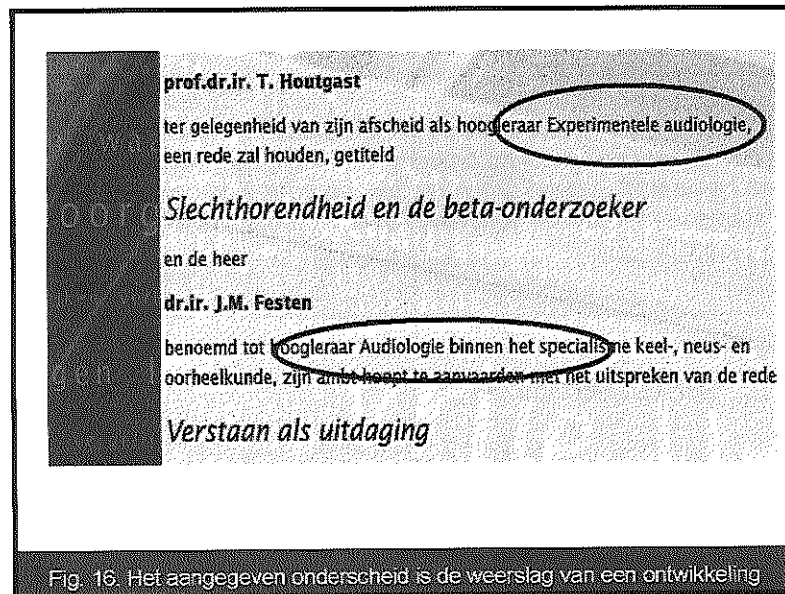 prof.dr.ir. T. Houtgast
ter gelegenheid van zijn afscheid als hoogleraar Experimentele audiologie,
een rede zal houden, getiteld
Slechthorendheid en de beta-onderzoeker
en de heer
dr.ir. J.M. Festen
benoemd tot hoogleraar Audiologie binnen het specialisme keel-, neus- en
oorheelkunde, zijn ambt hoopt te aanvaarden met het uitspreken van de rede
Verstaan als uitdaging
Fig. 16. Het aangegeven onderscheid is de weerslag van een ontwikkeling